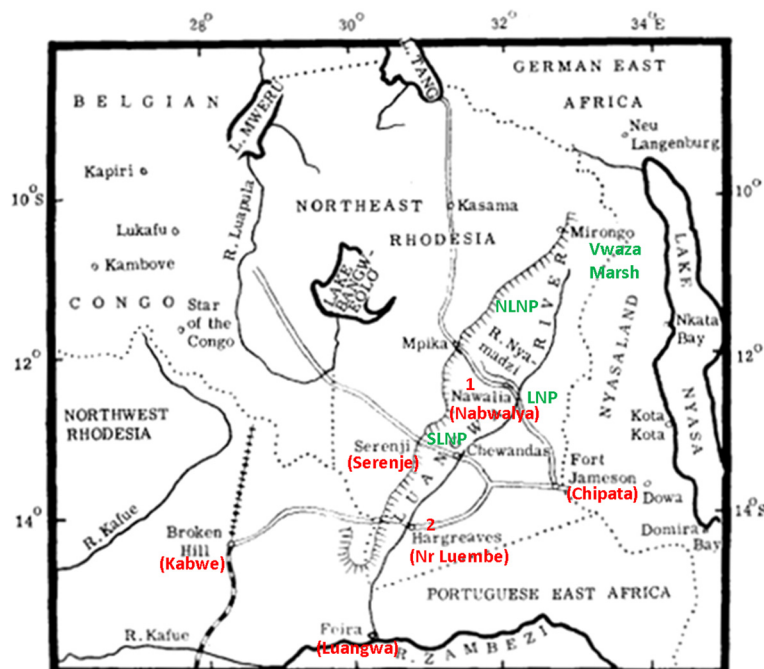 28° 30° 32° 34°E
BELGIAN
L. MWERU
L. TANG
GERMAN EAST
AFRICA
Neu
Langenburg
Kapiri
10°S
10°
R. Luapula
Kasama
NORTHEAST
RHODESIA
Mirongo
Vwaza
Marsh
Lukafu
Kambove
LAKE
BANGW-
EOLO
CONGO
Star
of the
Congo
NLNP
RIVER
R. Nya-
madzi
NYASALAND
LAKE
NYASA
Nkata
Bay
Mpika
12°
12°
1
Nawalia
(Nabwalya)
LNP
NORTHWEST
RHODESIA
Kota
Kota
Serenji
(Serenje)
SLNP
LUANGWA
Chewandas
Fort
Jameson
(Chipata)
Dowa
14°
14°S
R. Kafue
Broken
Hill
(Kabwe)
2
Hargreaves
(Nr Luembe)
Domira
Bay
PORTUGUESE EAST AFRICA
R. Kafue
Feira
(Luangwa)
R. ZAMBEZI